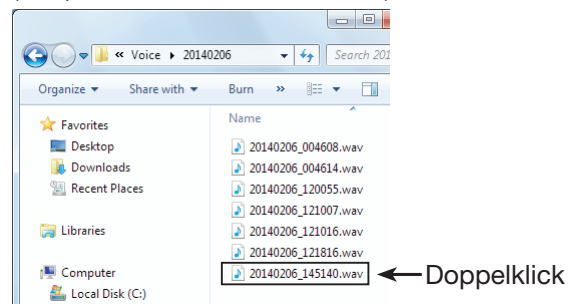 « Voice ▸ 20140206
Search 201
Organize ▾ Share with ▾ Burn »
Favorites
Desktop
Downloads
Recent Places
Libraries
Computer
Local Disk (C:)
Name
20140206_004608.wav
20140206_004614.wav
20140206_120055.wav
20140206_121007.wav
20140206_121016.wav
20140206_121816.wav
20140206_145140.wav
Doppelklick